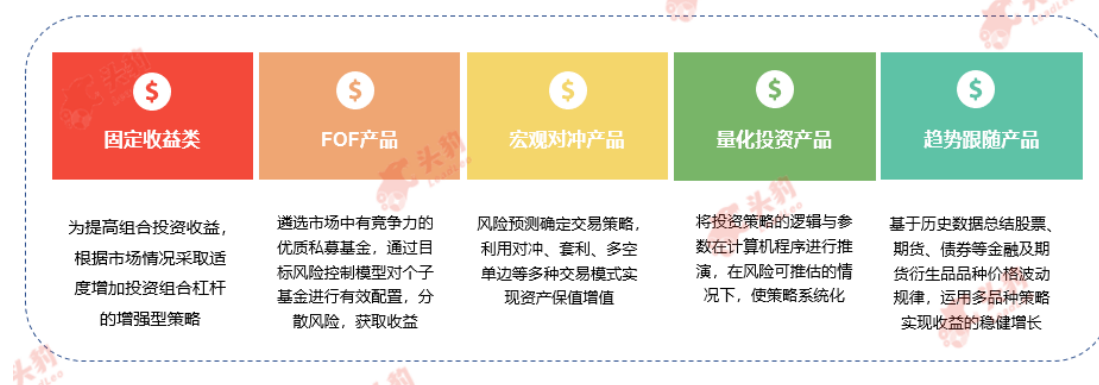 固定收益类
为提高组合投资收益，
根据市场情况采取适
度增加投资组合杠杆
的增强型策略
FOF产品
遴选市场中有竞争力的
优质私募基金，通过目
标风险控制模型对个子
基金进行有效配置，分
散风险，获取收益
宏观对冲产品
风险预测确定交易策略，
利用对冲、套利、多空
单边等多种交易模式实
现资产保值增值
量化投资产品
将投资策略的逻辑与参
数在计算机程序进行推
演，在风险可推估的情
况下，使策略系统化
趋势跟随产品
基于历史数据总结股票、
期货、债券等金融及期
货衍生品品种价格波动
规律，运用多品种策略
实现收益的稳健增长
头豹
LeadLeo